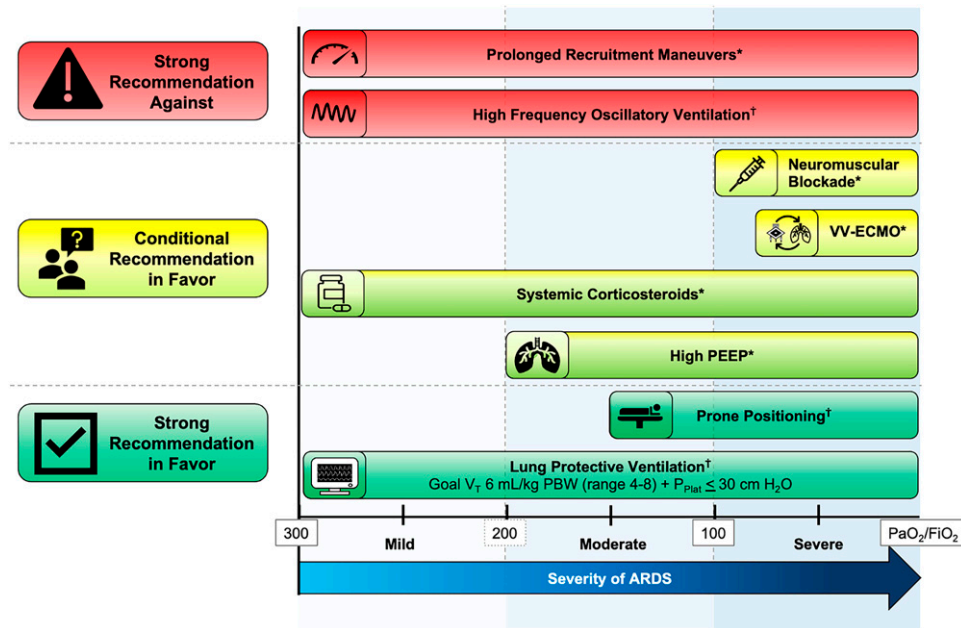 Strong
Recommendation
Against
Prolonged Recruitment Maneuvers*
High Frequency Oscillatory Ventilation†
?
Conditional
Recommendation
in Favor
Neuromuscular
Blockade*
VV-ECMO*
Systemic Corticosteroids*
High PEEP*
Strong
Recommendation
in Favor
Prone Positioning†
Lung Protective Ventilation†
Goal V_T 6 mL/kg PBW (range 4-8) + P_Plat ≤ 30 cm H₂O
300
200
100
PaO₂/FiO₂
Mild
Moderate
Severe
Severity of ARDS